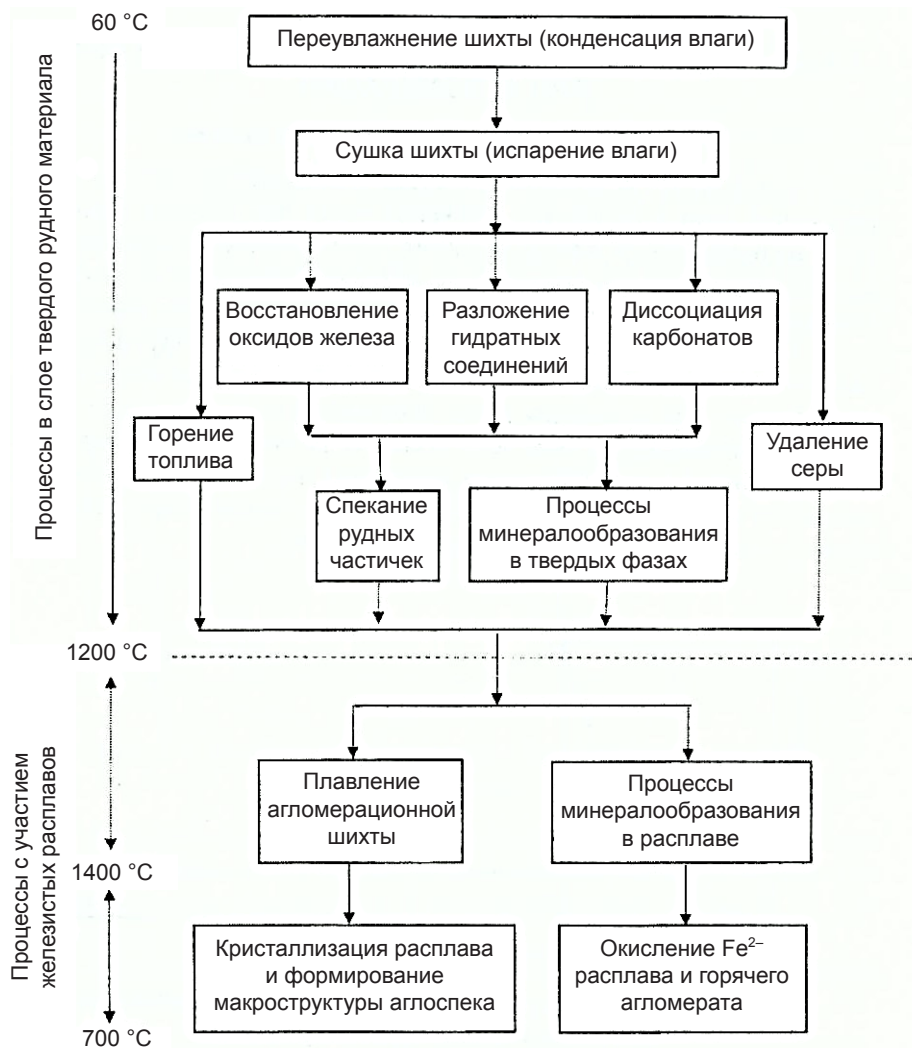 60 °C
Переувлажнение шихты (конденсация влаги)
Сушка шихты (испарение влаги)
Процессы в слое твердого рудного материала
Восстановление
оксидов железа
Разложение
гидратных
соединений
Диссоциация
карбонатов
Горение
топлива
Удаление
серы
Спекание
рудных
частичек
Процессы
минералообразования
в твердых фазах
1200 °C
Процессы с участием
железистых расплавов
Плавление
агломерационной
шихты
Процессы
минералообразования
в расплаве
1400 °C
Кристаллизация расплава
и формирование
макроструктуры аглоспека
Окисление Fe²⁻
расплава и горячего
агломерата
700 °C